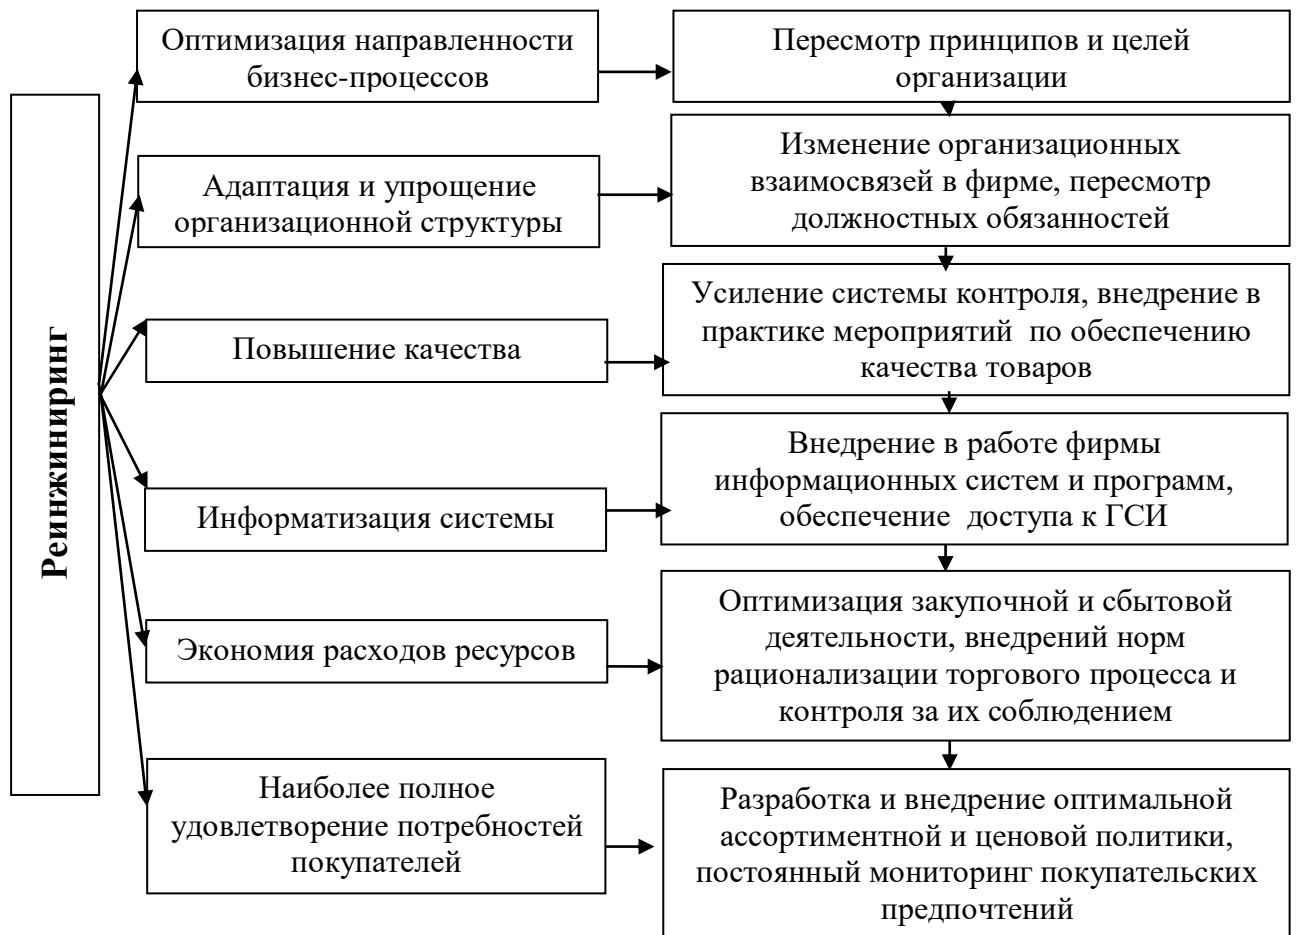 Реинжиниринг
Оптимизация направленности
бизнес-процессов
Пересмотр принципов и целей
организации
Адаптация и упрощение
организационной структуры
Изменение организационных
взаимосвязей в фирме, пересмотр
должностных обязанностей
Повышение качества
Усиление системы контроля, внедрение в
практике мероприятий по обеспечению
качества товаров
Информатизация системы
Внедрение в работе фирмы
информационных систем и программ,
обеспечение доступа к ГСИ
Экономия расходов ресурсов
Оптимизация закупочной и сбытовой
деятельности, внедрений норм
рационализации торгового процесса и
контроля за их соблюдением
Наиболее полное
удовлетворение потребностей
покупателей
Разработка и внедрение оптимальной
ассортиментной и ценовой политики,
постоянный мониторинг покупательских
предпочтений